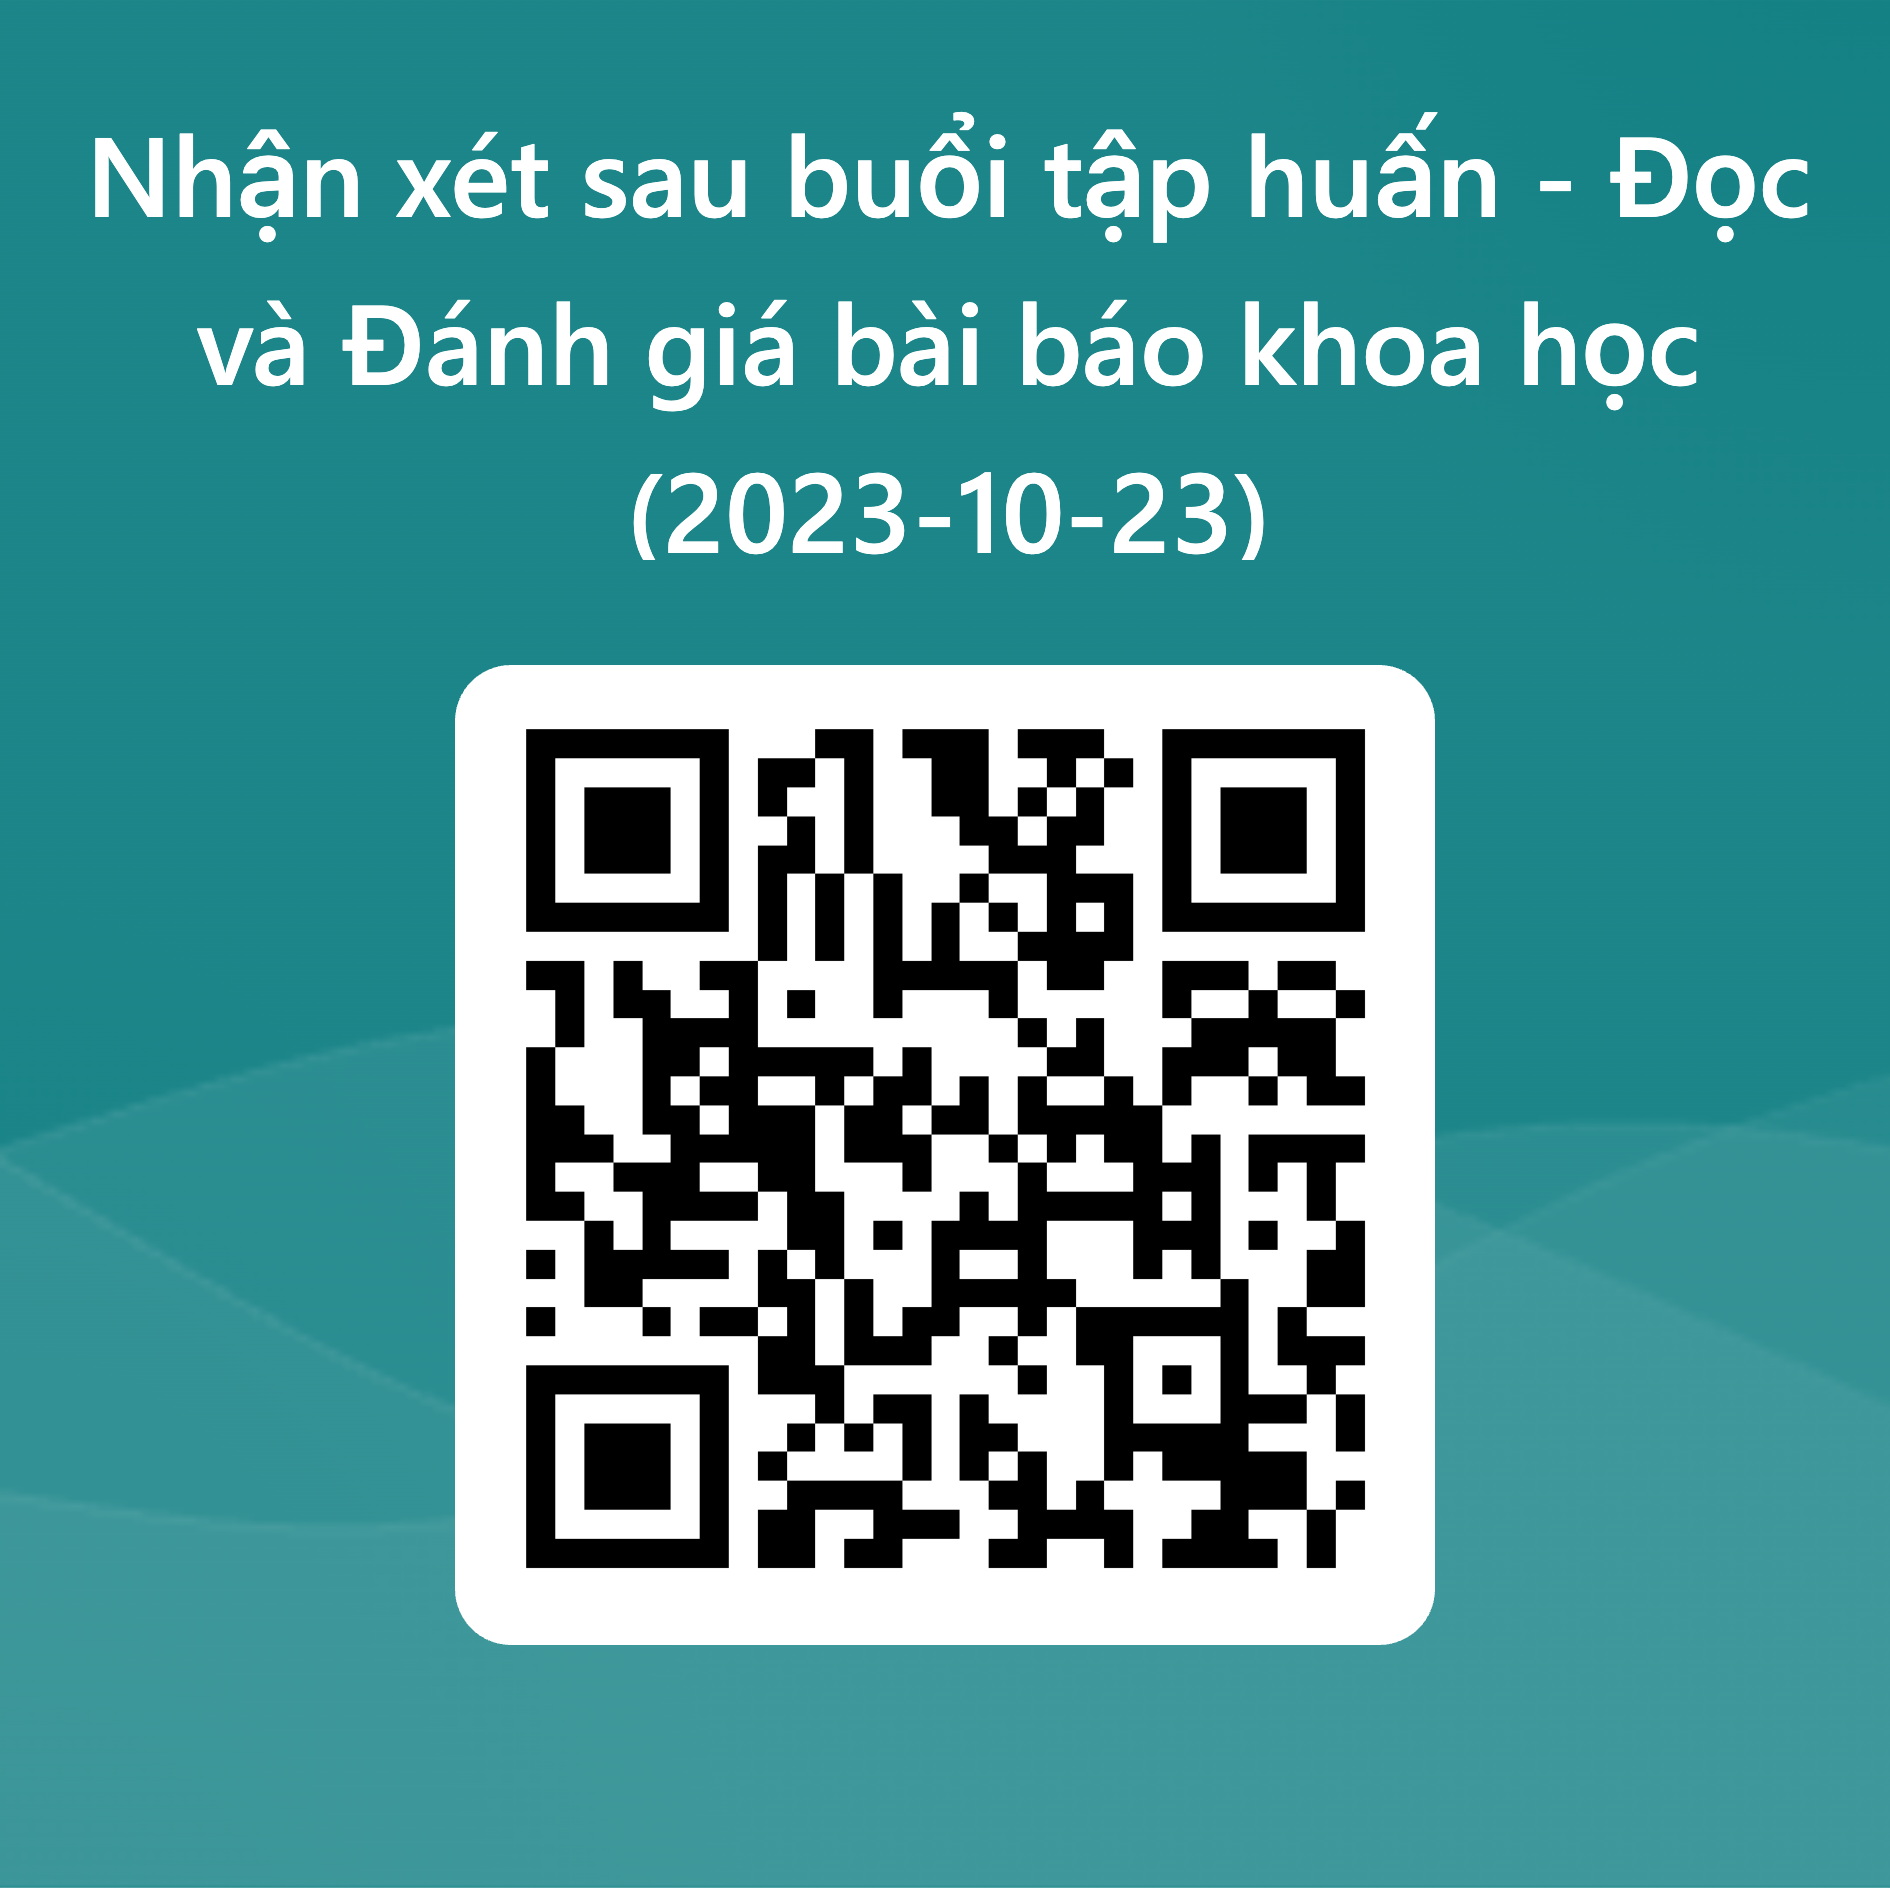 Nhận xét sau buổi tập huấn - Đọc
và Đánh giá bài báo khoa học
(2023-10-23)